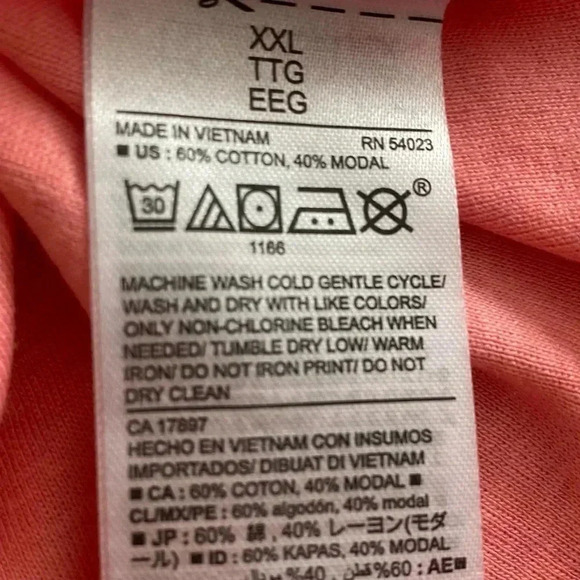 XXL
TTG
EEG
MADE IN VIETNAM RN 54023
■ US : 60% COTTON, 40% MODAL
30
®
1166
MACHINE WASH COLD GENTLE CYCLE/
WASH AND DRY WITH LIKE COLORS/
ONLY NON-CHLORINE BLEACH WHEN
NEEDED/ TUMBLE DRY LOW/ WARM
IRON/ DO NOT IRON PRINT/ DO NOT
DRY CLEAN
CA 17897
HECHO EN VIETNAM CON INSUMOS
IMPORTADOS/ DIBUAT DI VIETNAM
■ CA : 60% COTON, 40% MODAL ■
CL/MX/PE : 60% algodón, 40% modal
■ JP : 60% 綿 , 40% レーヨン(モダ
ール) ■ ID : 60% KAPAS, 40% MODAL
■ AE : %60 قطن, %40